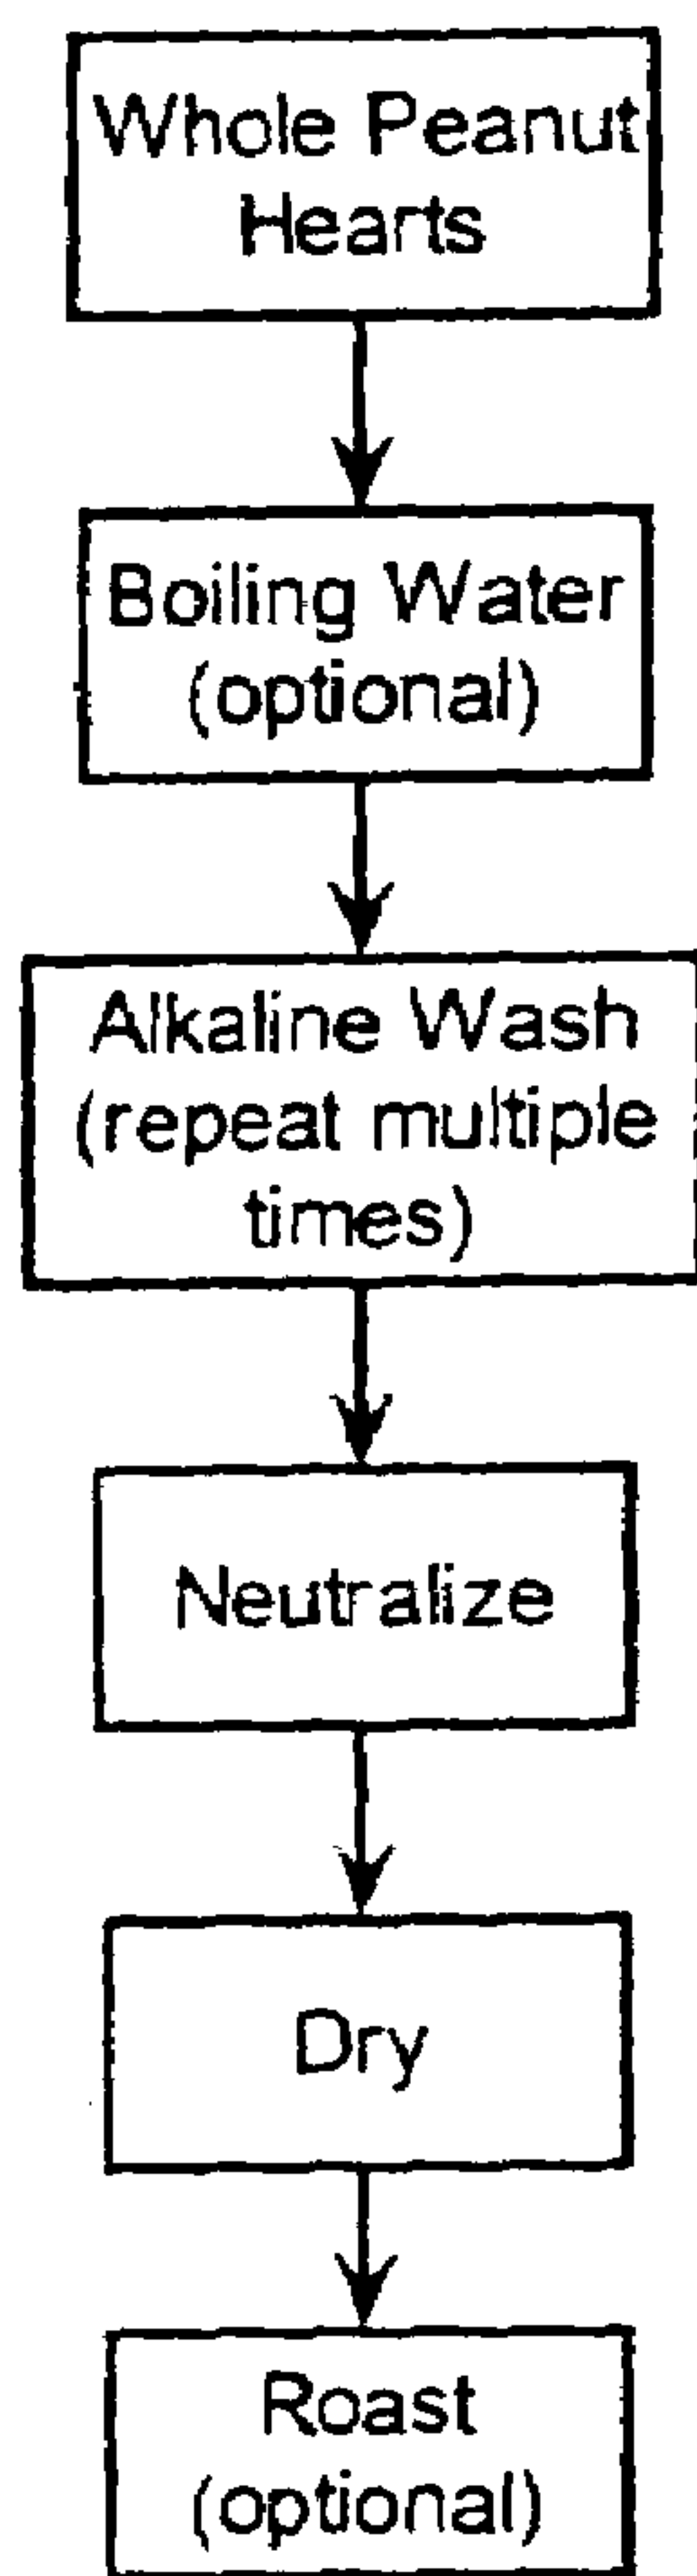 Whole Peanut
Hearts
Boiling Water
(optional)
Alkaline Wash
(repeat multiple
times)
Neutralize
Dry
Roast
(optional)